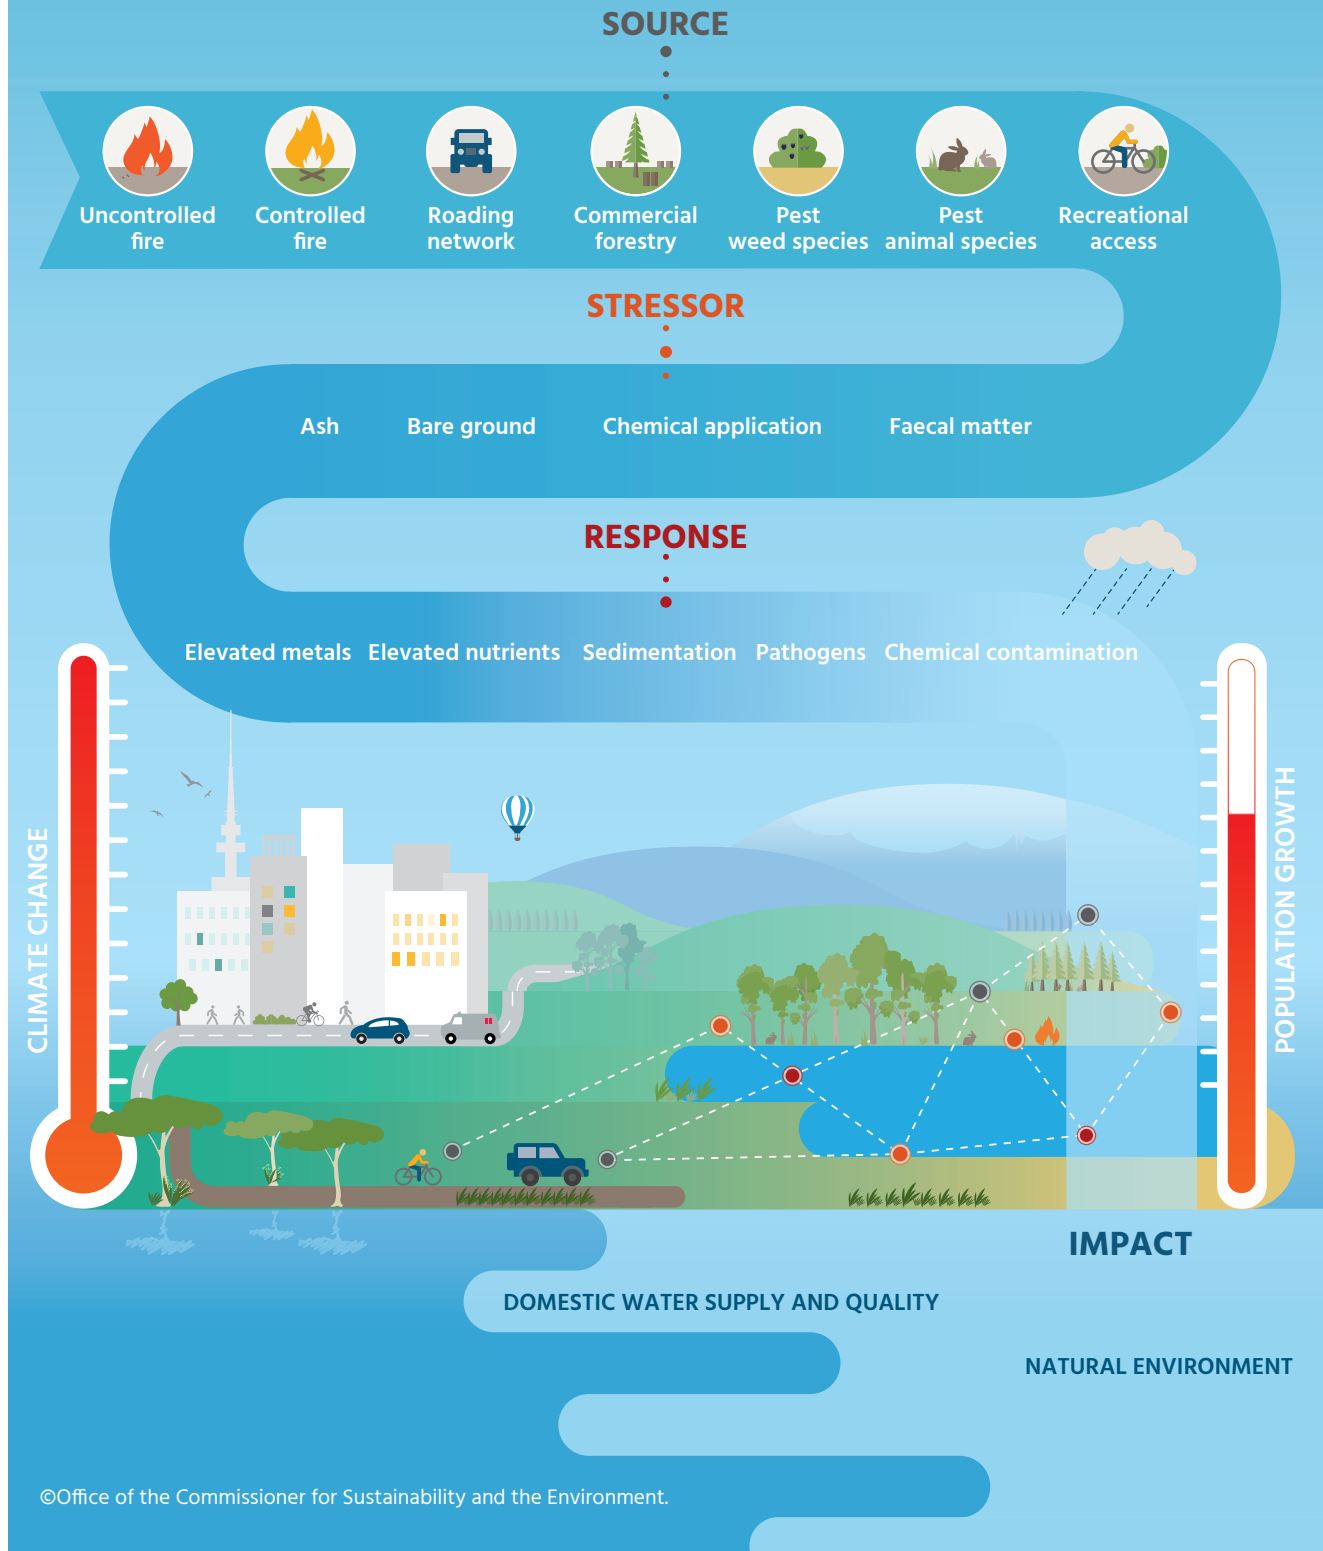 SOURCE
Uncontrolled
fire
Controlled
fire
Roading
network
Commercial
forestry
Pest
weed species
Pest
animal species
Recreational
access
STRESSOR
Ash
Bare ground
Chemical application
Faecal matter
RESPONSE
Elevated metals
Elevated nutrients
Sedimentation
Pathogens
Chemical contamination
CLIMATE CHANGE
POPULATION GROWTH
IMPACT
DOMESTIC WATER SUPPLY AND QUALITY
NATURAL ENVIRONMENT
©Office of the Commissioner for Sustainability and the Environment.